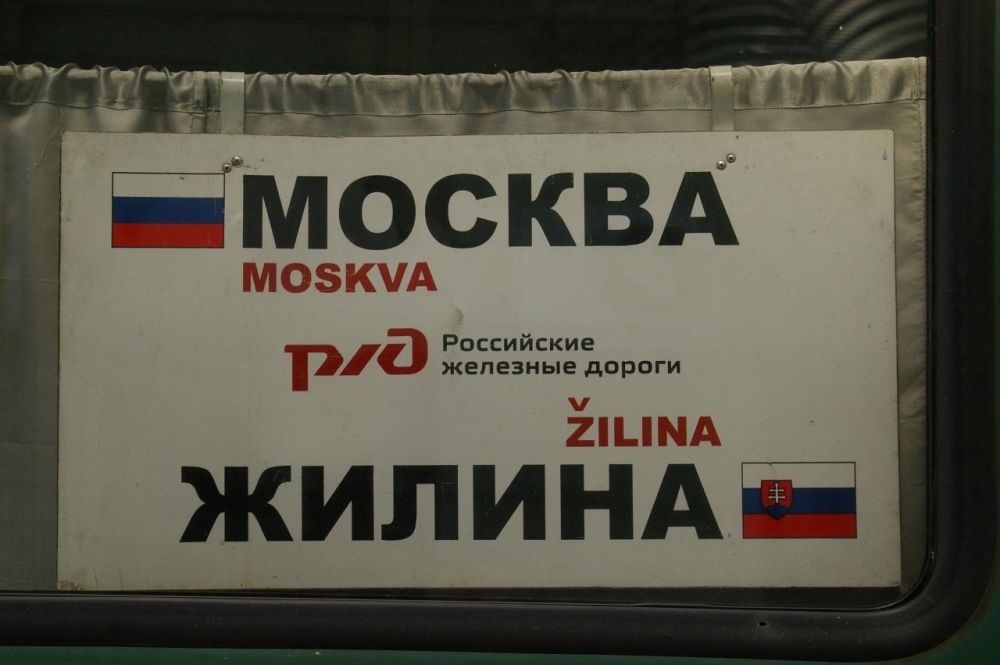 МОСКВА
MOSKVA
РЖД Российские
железные дороги
ŽILINA
ЖИЛИНА